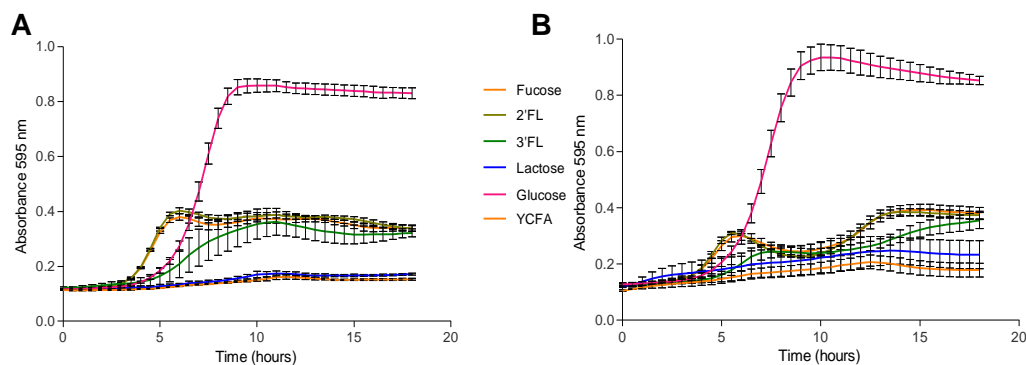 A
Absorbance 595 nm
1.0
0.8
0.6
0.4
0.2
0.0
0 5 10 15 20
Time (hours)
Fucose
2'FL
3'FL
Lactose
Glucose
YCFA
B
Absorbance 595 nm
1.0
0.8
0.6
0.4
0.2
0.0
0 5 10 15 20
Time (hours)